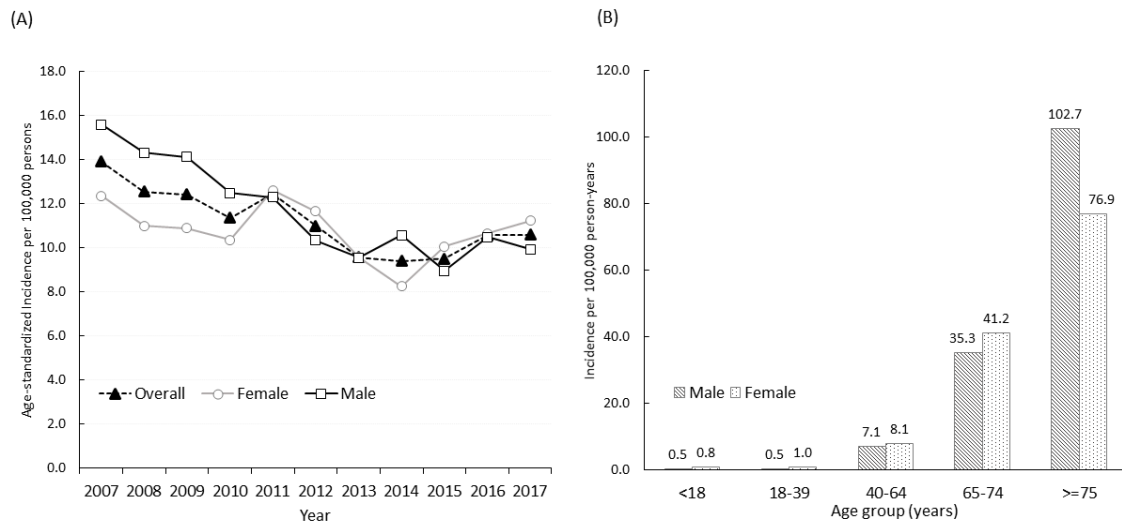 (A)
Age-standardized Incidence per 100,000 persons
18.0
16.0
14.0
12.0
10.0
8.0
6.0
4.0
2.0
0.0
Overall Female Male
2007 2008 2009 2010 2011 2012 2013 2014 2015 2016 2017
Year
(B)
Incidence per 100,000 person-years
120.0
100.0
80.0
60.0
40.0
20.0
0.0
Male Female
0.5 0.8 0.5 1.0 7.1 8.1 35.3 41.2 102.7 76.9
<18 18-39 40-64 65-74 >=75
Age group (years)